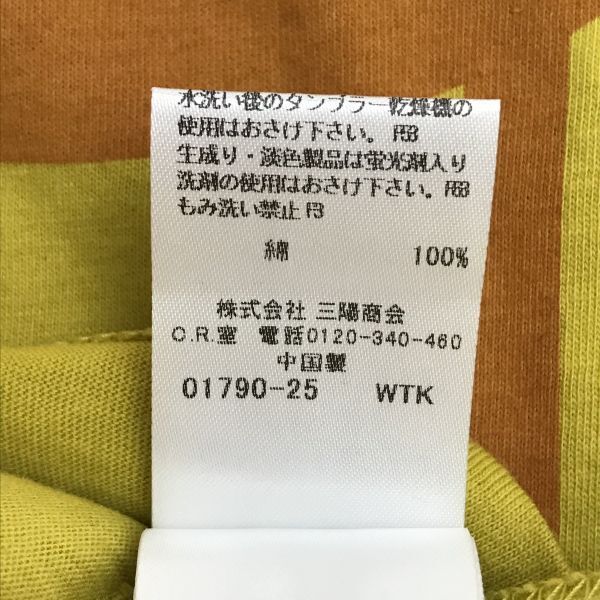 水洗い後のタンブラー乾燥機の
使用はおさけ下さい。P53
生成り・淡色製品は蛍光剤入り
洗剤の使用はおさけ下さい。P63
もみ洗い禁止 F3
綿 100%
株式会社 三陽商会
O.R.室 電話0120-340-460
中国製
01790-25 WTK